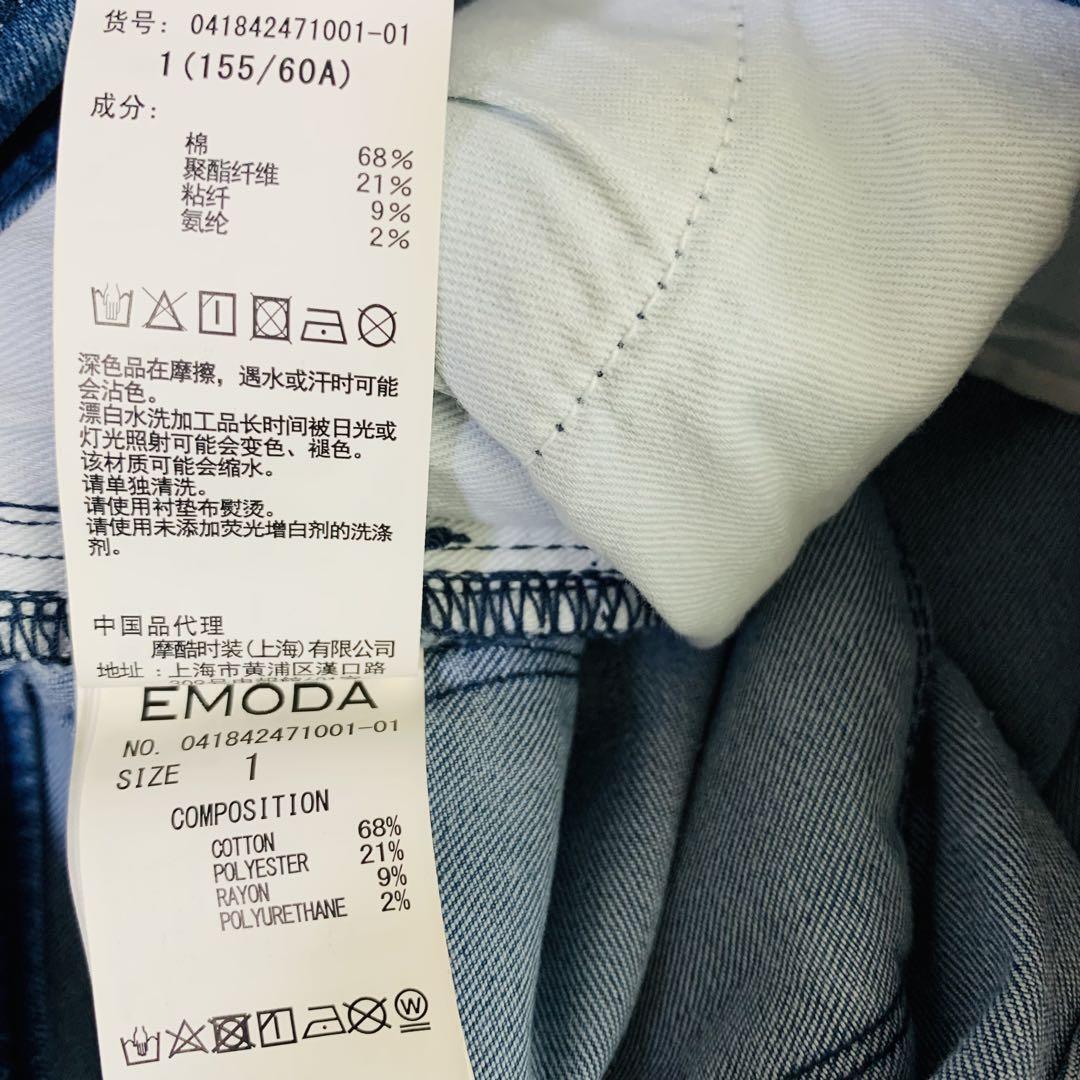 货号: 041842471001-01
1(155/60A)
成分:
棉 68%
聚酯纤维 21%
粘纤 9%
氨纶 2%
深色品在摩擦，遇水或汗时可能
会沾色。
漂白水洗加工品长时间被日光或
灯光照射可能会变色、褪色。
该材质可能会缩水。
请单独清洗。
请使用衬垫布熨烫。
请使用未添加荧光增白剂的洗涤
剂。
中国品代理
摩酷时装(上海)有限公司
地址 : 上海市黄浦区漢口路
EMODA
NO. 041842471001-01
SIZE 1
COMPOSITION
COTTON 68%
POLYESTER 21%
RAYON 9%
POLYURETHANE 2%
W